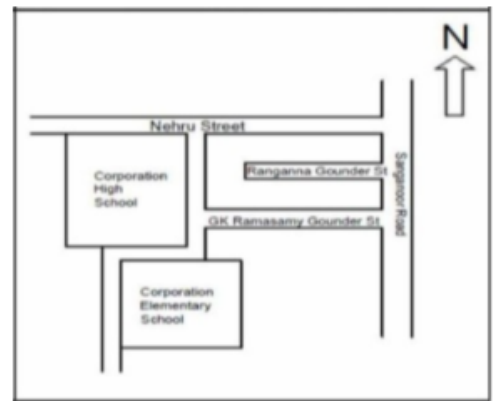 N
Nehru Street
Corporation
High
School
Ranganna Gounder St
Sanganoor Road
GK Ramasamy Gounder St
Corporation
Elementary
School